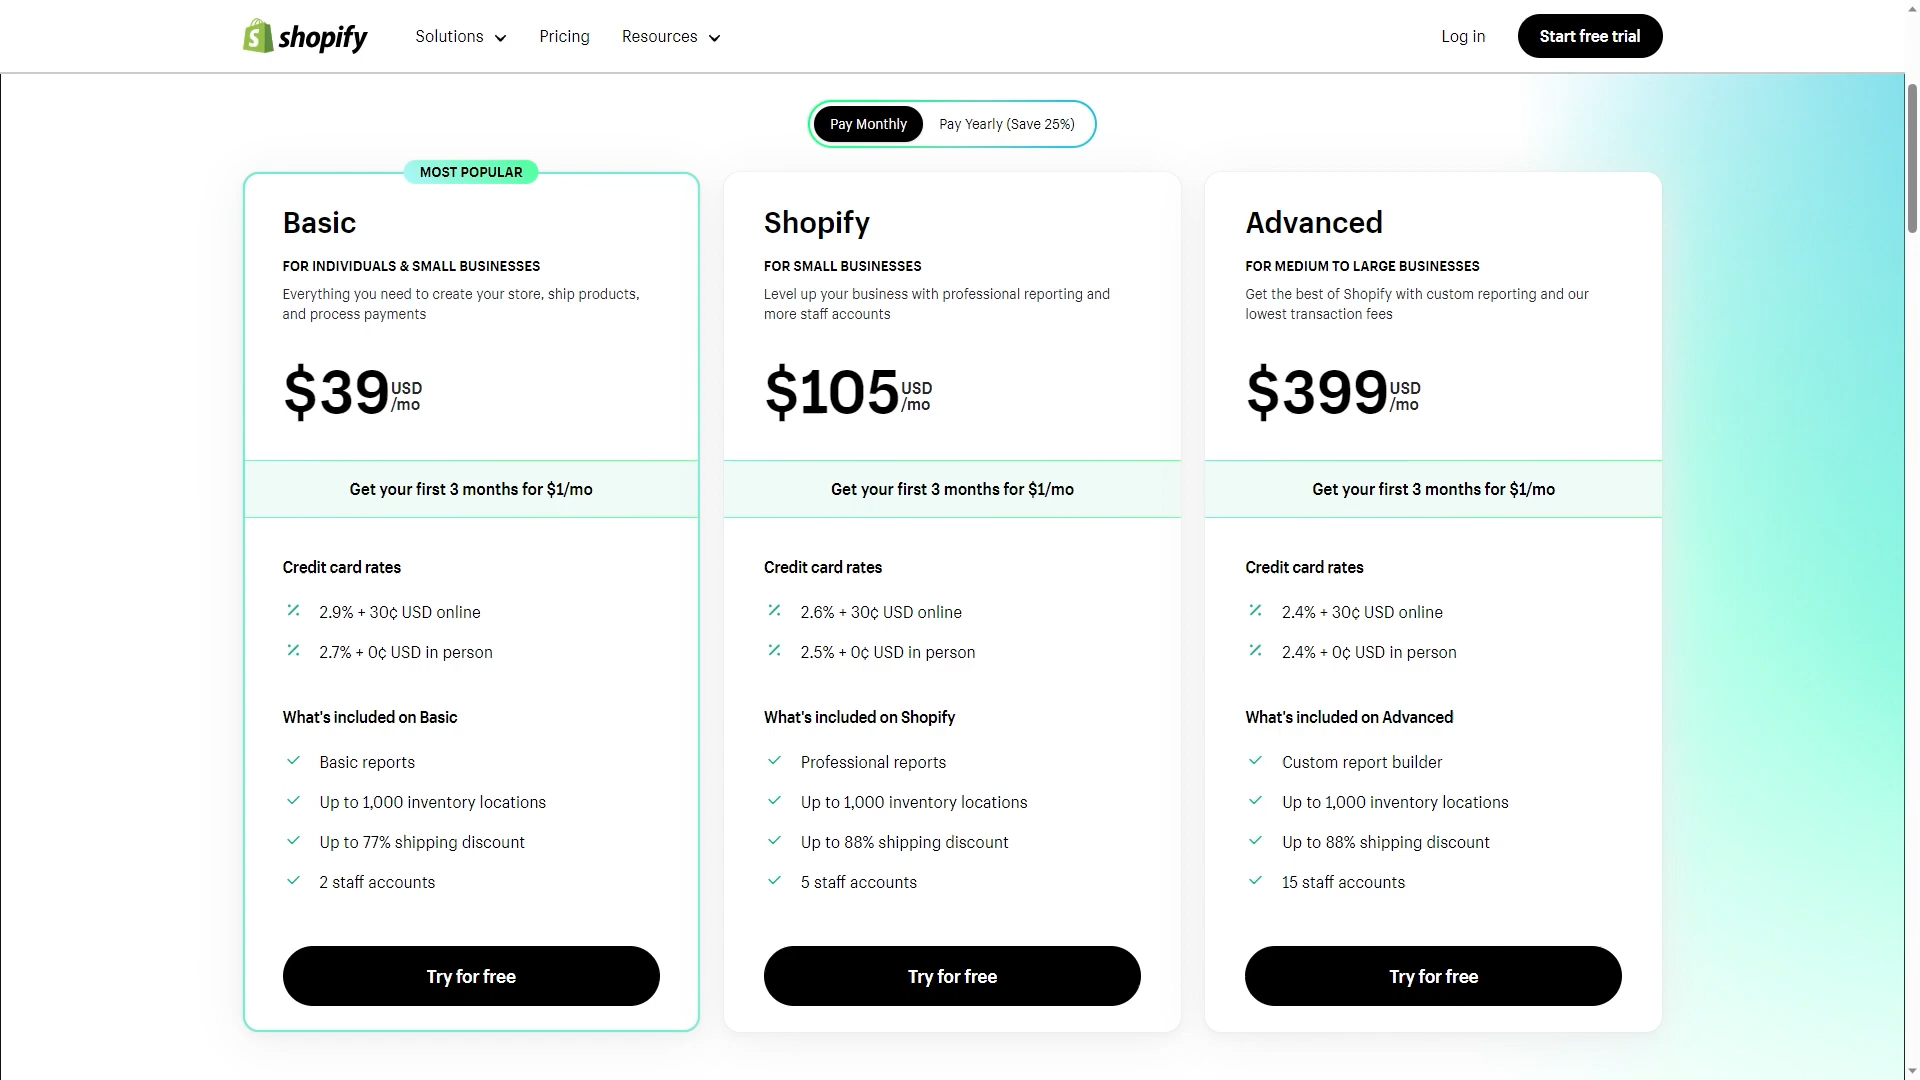 shopify
Solutions
Pricing
Resources
Log in
Start free trial
Pay Monthly
Pay Yearly (Save 25%)
MOST POPULAR
Basic
FOR INDIVIDUALS & SMALL BUSINESSES
Everything you need to create your store, ship products,
and process payments
$39 USD
/mo
Get your first 3 months for $1/mo
Credit card rates
2.9% + 30¢ USD online
2.7% + 0¢ USD in person
What's included on Basic
Basic reports
Up to 1,000 inventory locations
Up to 77% shipping discount
2 staff accounts
Try for free
Shopify
FOR SMALL BUSINESSES
Level up your business with professional reporting and
more staff accounts
$105 USD
/mo
Get your first 3 months for $1/mo
Credit card rates
2.6% + 30¢ USD online
2.5% + 0¢ USD in person
What's included on Shopify
Professional reports
Up to 1,000 inventory locations
Up to 88% shipping discount
5 staff accounts
Try for free
Advanced
FOR MEDIUM TO LARGE BUSINESSES
Get the best of Shopify with custom reporting and our
lowest transaction fees
$399 USD
/mo
Get your first 3 months for $1/mo
Credit card rates
2.4% + 30¢ USD online
2.4% + 0¢ USD in person
What's included on Advanced
Custom report builder
Up to 1,000 inventory locations
Up to 88% shipping discount
15 staff accounts
Try for free